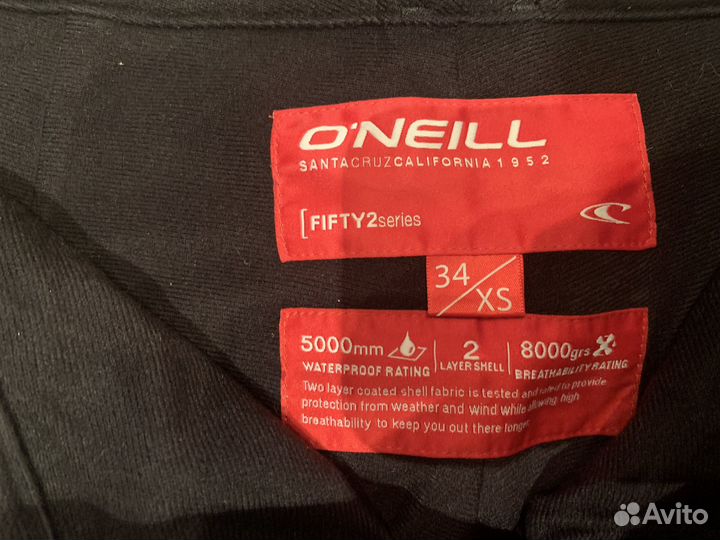 O'NEILL
SANTACRUZCALIFORNIA1952
[FIFTY2series
34/XS
5000mm 2 8000grs
WATERPROOF RATING LAYER SHELL BREATHABILITY RATING
Two layer coated shell fabric is tested and rated to provide
protection from weather and wind while allowing high
breathability to keep you out there longer.
Avito